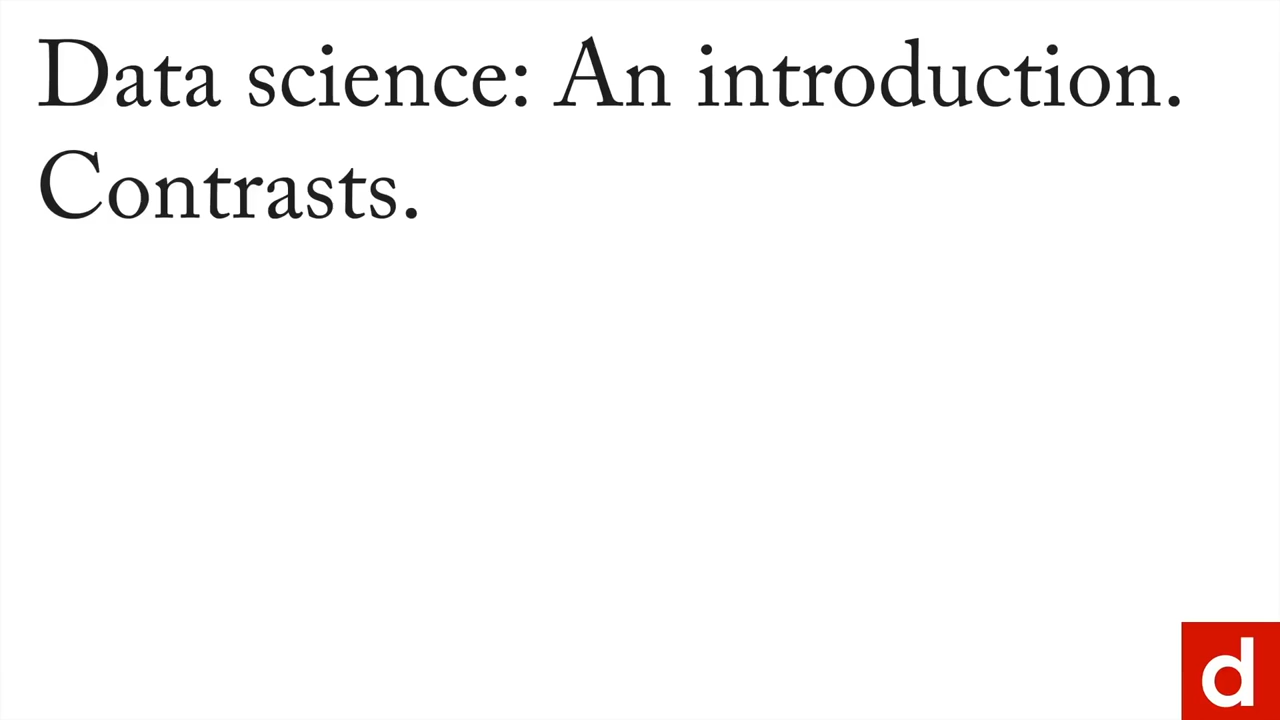 Data science: An introduction.
Contrasts.
d